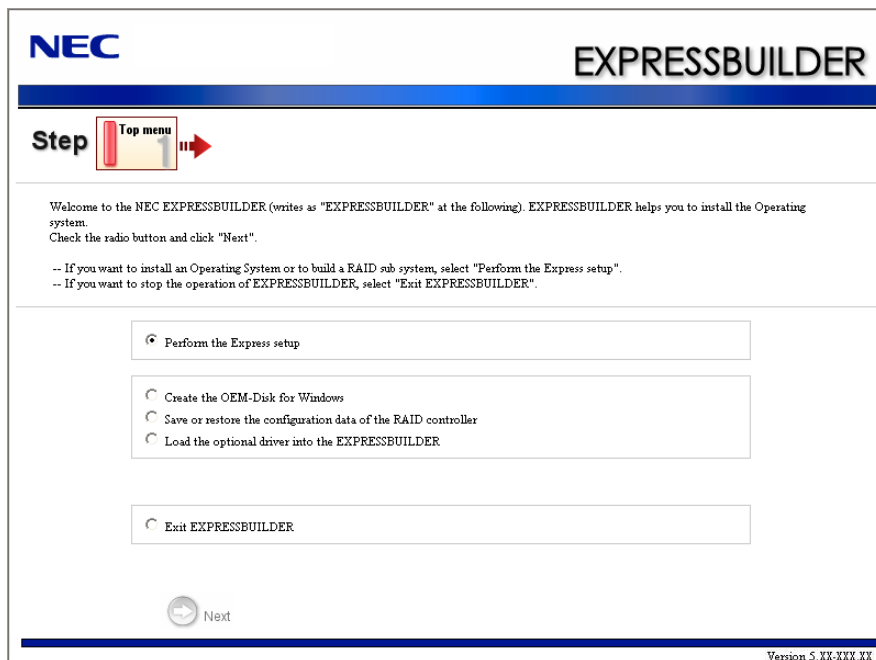 NEC
EXPRESSBUILDER
Step
Top menu
1
Welcome to the NEC EXPRESSBUILDER (writes as "EXPRESSBUILDER" at the following). EXPRESSBUILDER helps you to install the Operating
system.
Check the radio button and click "Next".
-- If you want to install an Operating System or to build a RAID sub system, select "Perform the Express setup".
-- If you want to stop the operation of EXPRESSBUILDER, select "Exit EXPRESSBUILDER".
Perform the Express setup
Create the OEM-Disk for Windows
Save or restore the configuration data of the RAID controller
Load the optional driver into the EXPRESSBUILDER
Exit EXPRESSBUILDER
Next
Version 5.XX-XXX.XX